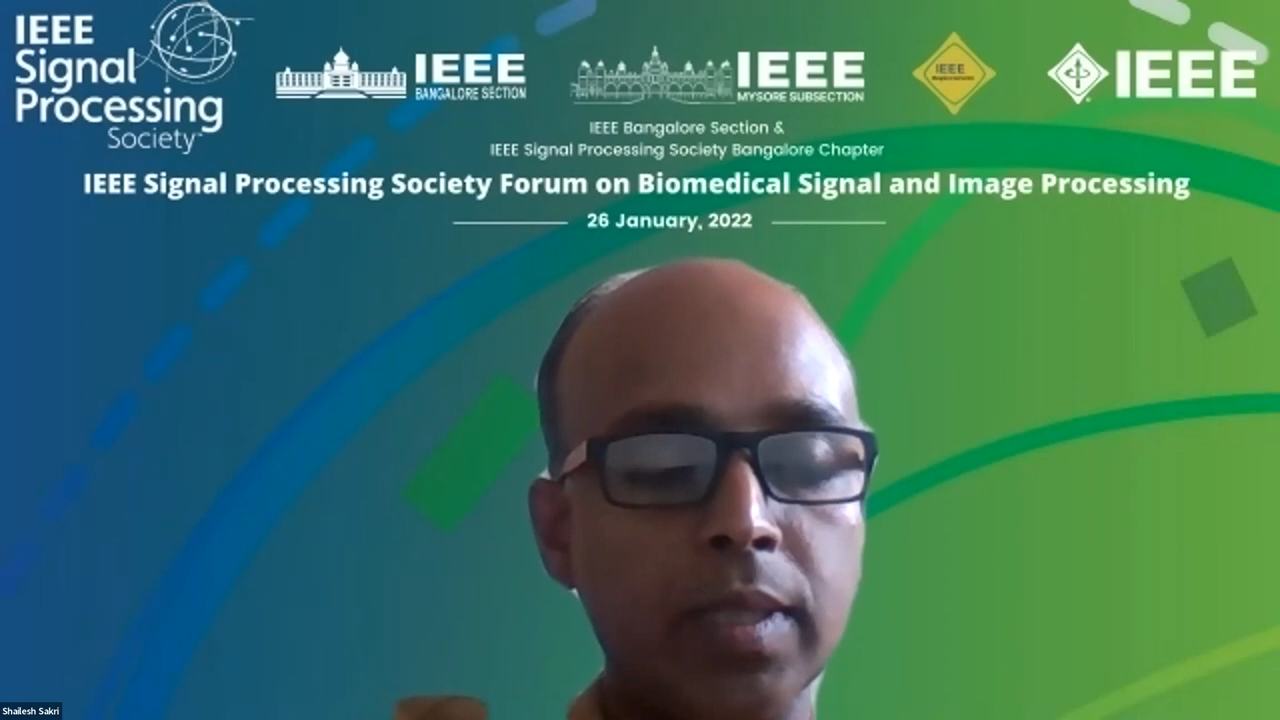 IEEE
Signal
Processing
Society
IEEE
BANGALORE SECTION
IEEE
MYSORE SUBSECTION
IEEE
IEEE
IEEE Bangalore Section &
IEEE Signal Processing Society Bangalore Chapter
IEEE Signal Processing Society Forum on Biomedical Signal and Image Processing
26 January, 2022
Shailesh Sakri